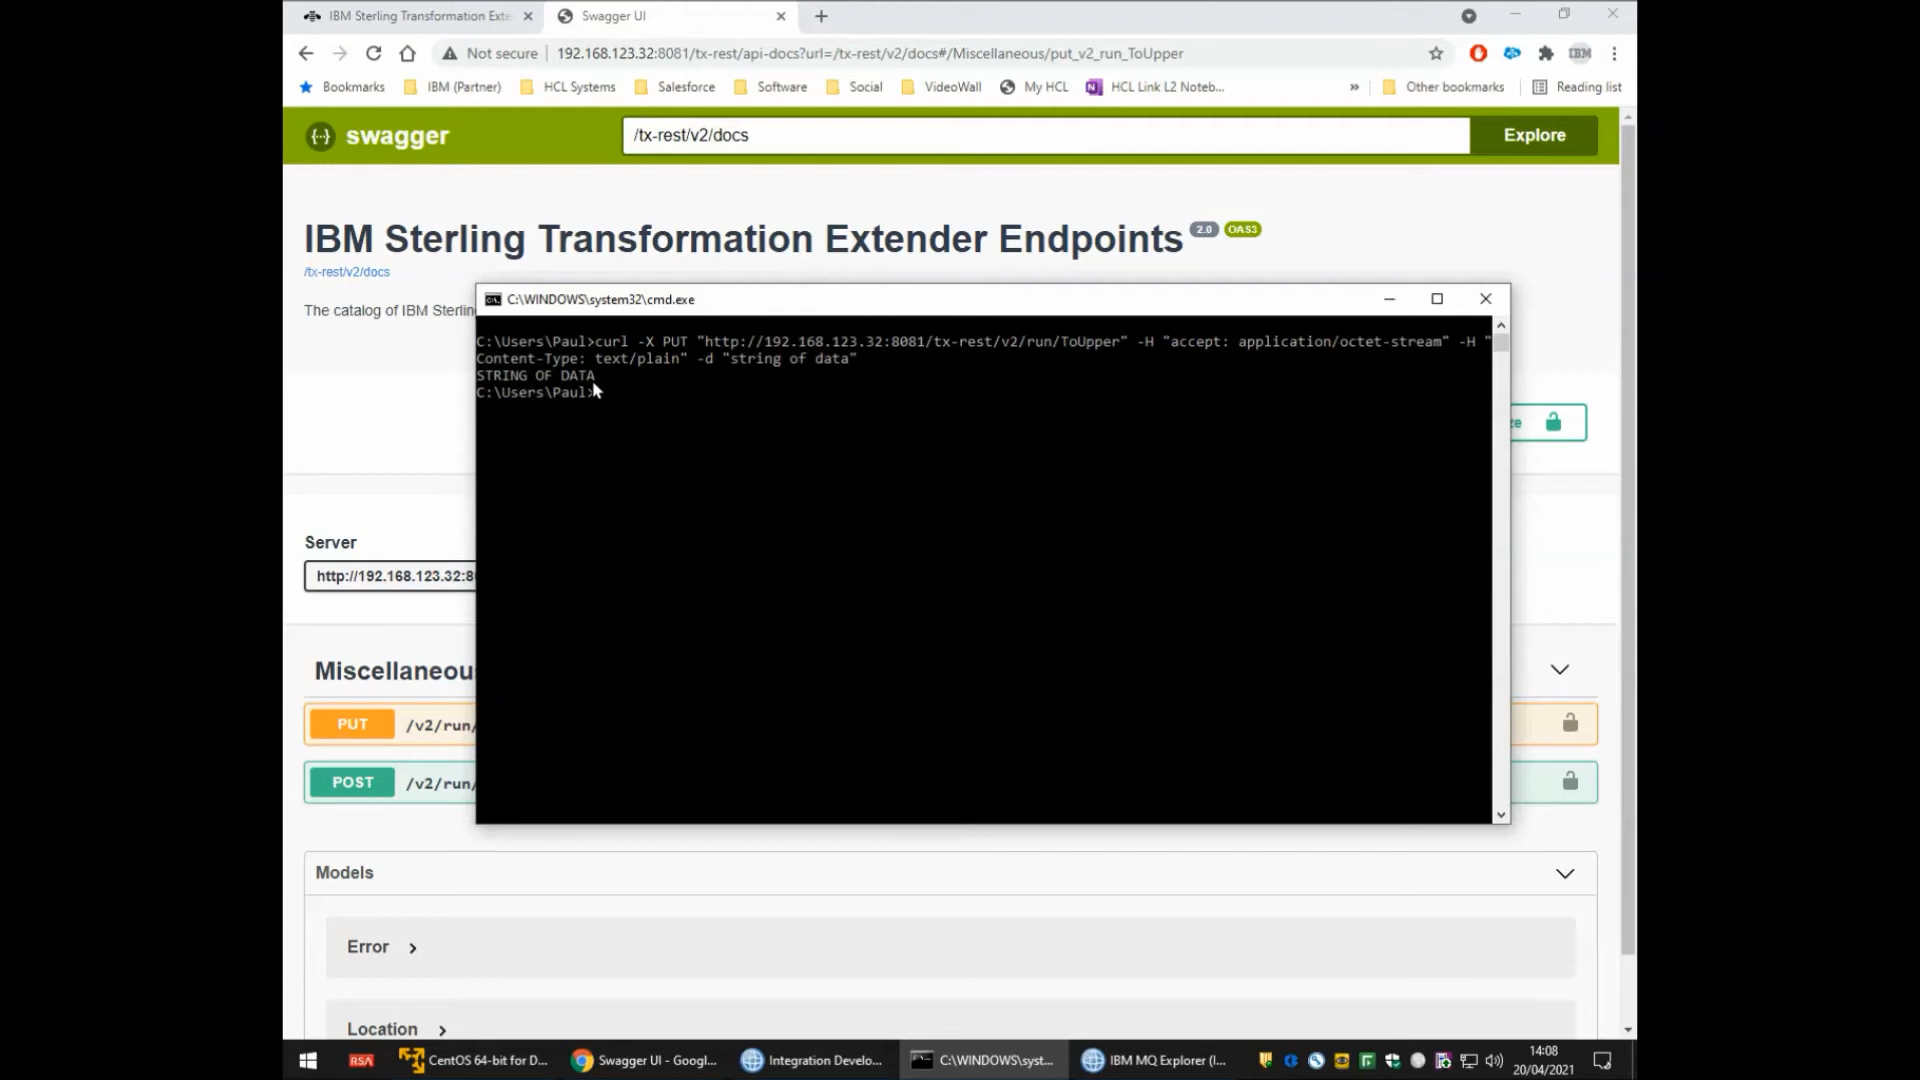 IBM Sterling Transformation Exte
Swagger UI
Not secure
192.168.123.32:8081/tx-rest/api-docs?url=/tx-rest/v2/docs#/Miscellaneous/put_v2_run_ToUpper
IBM
Bookmarks
IBM (Partner)
HCL Systems
Salesforce
Software
Social
VideoWall
My HCL
HCL Link L2 Noteb...
»
Other bookmarks
Reading list
swagger
/tx-rest/v2/docs
Explore
IBM Sterling Transformation Extender Endpoints 2.0 OAS3
/tx-rest/v2/docs
The catalog of IBM Sterlin
C:\WINDOWS\system32\cmd.exe
C:\Users\Paul>curl -X PUT "http://192.168.123.32:8081/tx-rest/v2/run/ToUpper" -H "accept: application/octet-stream" -H "
Content-Type: text/plain" -d "string of data"
STRING OF DATA
C:\Users\Paul>
ze
Server
http://192.168.123.32:8
Miscellaneou
PUT /v2/run/
POST /v2/run/
Models
Error
Location
RSA
CentOS 64-bit for D...
Swagger UI - Googl...
Integration Develo...
C:\WINDOWS\syst...
IBM MQ Explorer (I...
14:08
20/04/2021